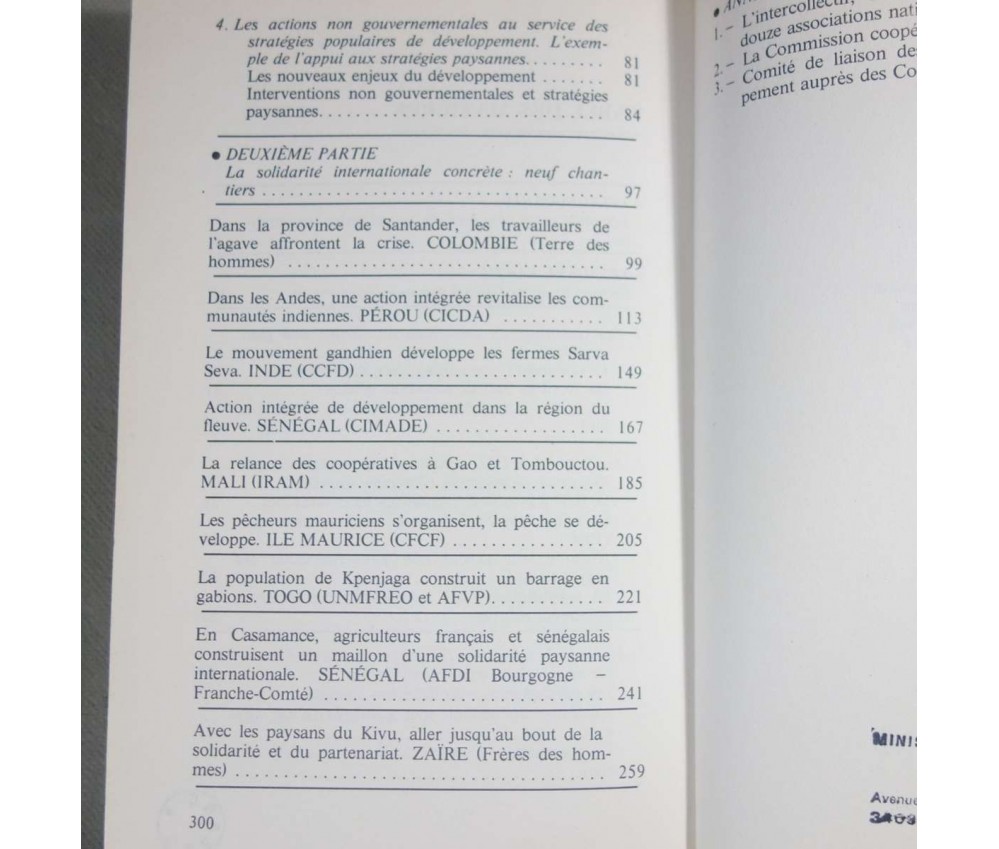 4. Les actions non gouvernementales au service des
stratégies populaires de développement. L'exem-
ple de l'appui aux stratégies paysannes......... 81
Les nouveaux enjeux du développement ....... 81
Interventions non gouvernementales et stratégies
paysannes.............................. 84
• DEUXIÈME PARTIE
La solidarité internationale concrète : neuf chan-
tiers .................................... 97
Dans la province de Santander, les travailleurs de
l'agave affrontent la crise. COLOMBIE (Terre des
hommes) ................................. 99
Dans les Andes, une action intégrée revitalise les com-
munautés indiennes. PÉROU (CICDA) ........... 113
Le mouvement gandhien développe les fermes Sarva
Seva. INDE (CCFD) .......................... 149
Action intégrée de développement dans la région du
fleuve. SÉNÉGAL (CIMADE) .................. 167
La relance des coopératives à Gao et Tombouctou.
MALI (IRAM) .............................. 185
Les pêcheurs mauriciens s'organisent, la pêche se dé-
veloppe. ILE MAURICE (CFCF) ................ 205
La population de Kpenjaga construit un barrage en
gabions. TOGO (UNMFREO et AFVP)............ 221
En Casamance, agriculteurs français et sénégalais
construisent un maillon d'une solidarité paysanne
internationale. SÉNÉGAL (AFDI Bourgogne –
Franche-Comté) ............................. 241
Avec les paysans du Kivu, aller jusqu'au bout de la
solidarité et du partenariat. ZAÏRE (Frères des hom-
mes) ...................................... 259
300
1. – L'intercollectif,
douze associations nati
2. – La Commission coopé
3. – Comité de liaison des
pement auprès des Co
MINIS
Avenue